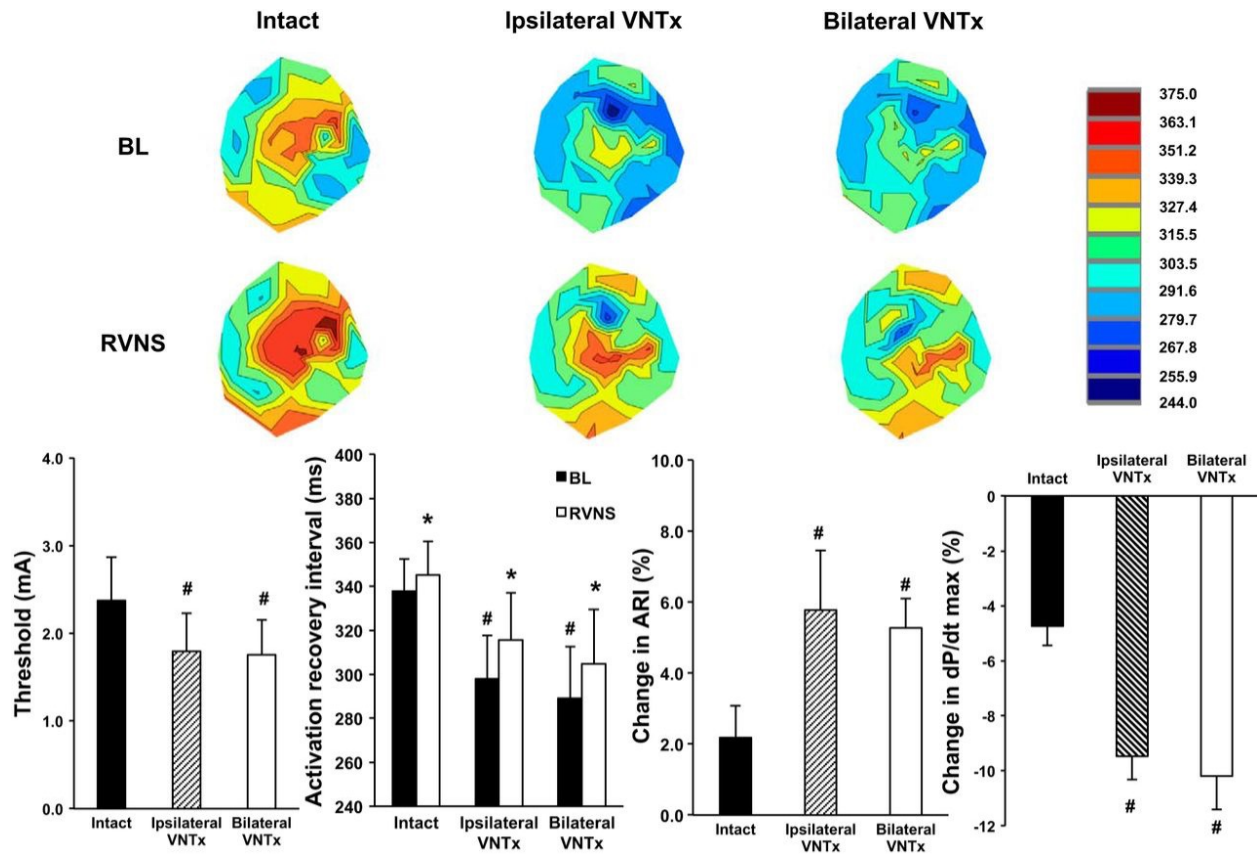 Intact Ipsilateral VNTx Bilateral VNTx
BL
RVNS
375.0
363.1
351.2
339.3
327.4
315.5
303.5
291.6
279.7
267.8
255.9
244.0
Threshold (mA)
4.0
3.0
2.0
1.0
0.0
#
#
Intact Ipsilateral Bilateral
VNTx VNTx
Activation recovery interval (ms)
400
380
360
340
320
300
280
260
240
BL
RVNS
*
#
*
#
*
Intact Ipsilateral Bilateral
VNTx VNTx
Change in ARI (%)
10.0
8.0
6.0
4.0
2.0
0.0
#
#
Intact Ipsilateral Bilateral
VNTx VNTx
Change in dP/dt max (%)
Intact Ipsilateral Bilateral
VNTx VNTx
0
-2
-4
-6
-8
-10
-12
#
#